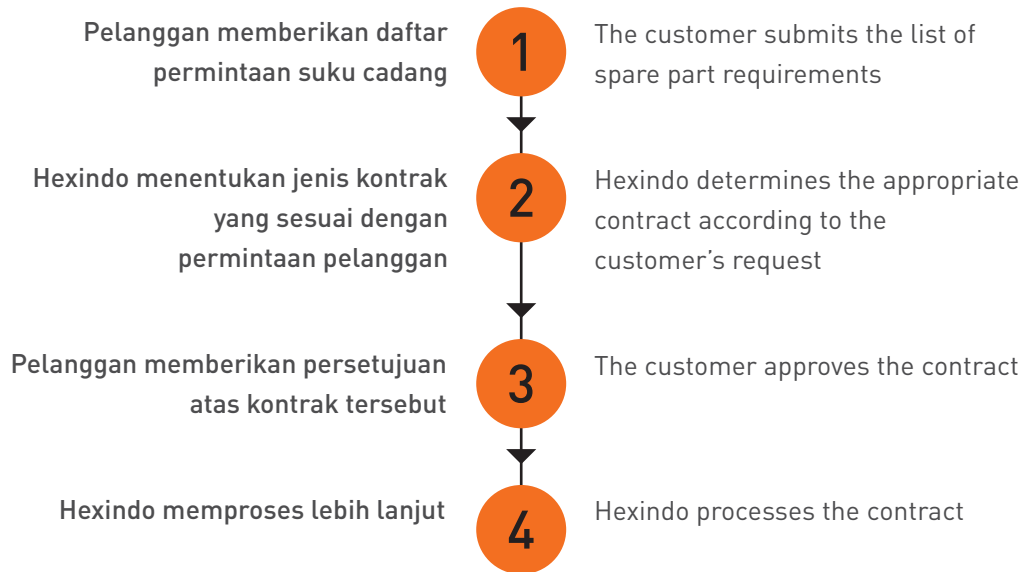 Pelanggan memberikan daftar
permintaan suku cadang
1
The customer submits the list of
spare part requirements
Hexindo menentukan jenis kontrak
yang sesuai dengan
permintaan pelanggan
2
Hexindo determines the appropriate
contract according to the
customer’s request
Pelanggan memberikan persetujuan
atas kontrak tersebut
3
The customer approves the contract
Hexindo memproses lebih lanjut
4
Hexindo processes the contract